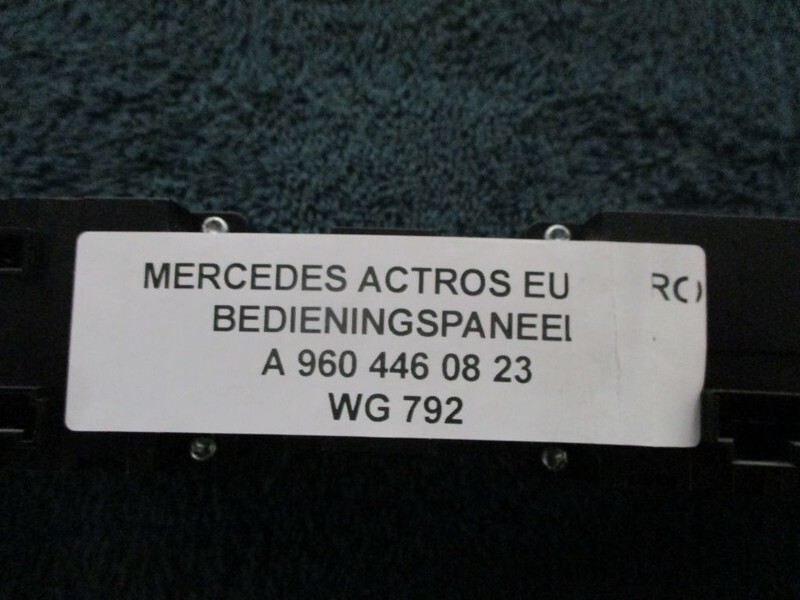 MERCEDES ACTROS EU RO
BEDIENINGSPANEEL
A 960 446 08 23
WG 792